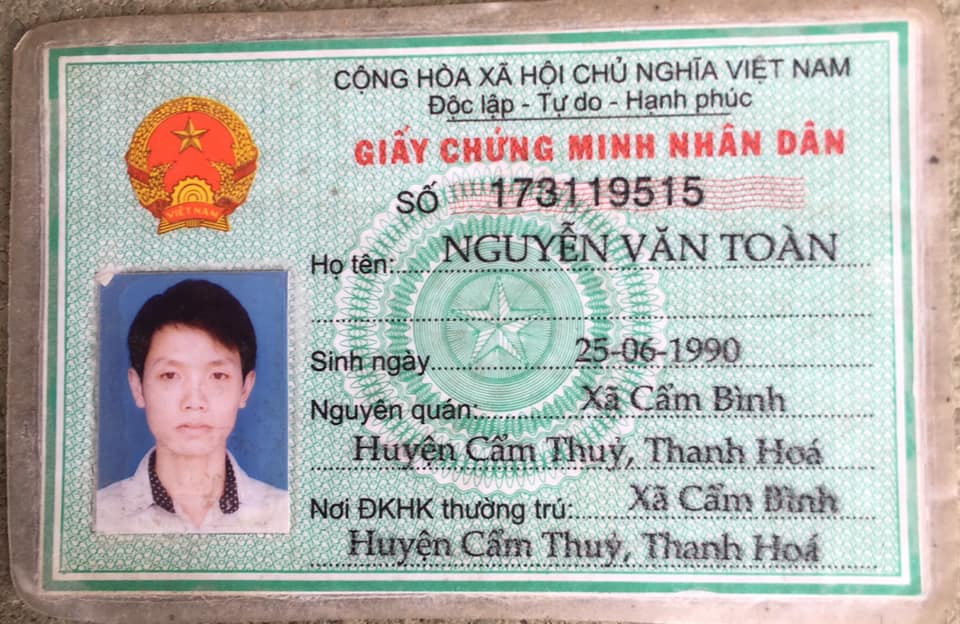 CỘNG HÒA XÃ HỘI CHỦ NGHĨA VIỆT NAM
Độc lập - Tự do - Hạnh phúc
GIẤY CHỨNG MINH NHÂN DÂN
SỐ 173119515
VIỆT NAM
Họ tên: NGUYỄN VĂN TOÀN
Sinh ngày 25-06-1990
Nguyên quán: Xã Cẩm Bình
Huyện Cẩm Thuỷ, Thanh Hoá
Nơi ĐKHK thường trú: Xã Cẩm Bình
Huyện Cẩm Thuỷ, Thanh Hoá